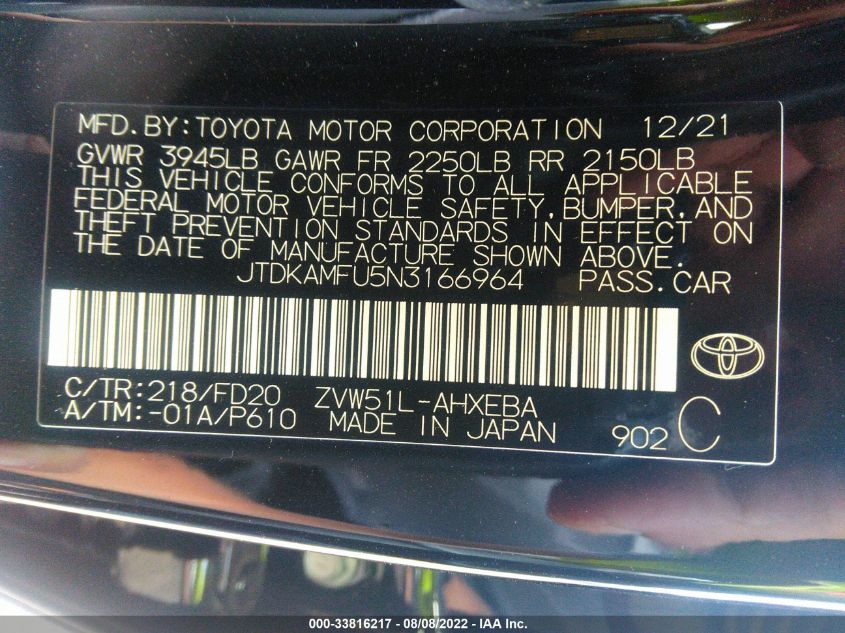 MFD.BY:TOYOTA MOTOR CORPORATION 12/21
GVWR 3945LB GAWR FR 2250LB RR 2150LB
THIS VEHICLE CONFORMS TO ALL APPLICABLE
FEDERAL MOTOR VEHICLE SAFETY,BUMPER,AND
THEFT PREVENTION STANDARDS IN EFFECT ON
THE DATE OF MANUFACTURE SHOWN ABOVE.
JTDKAMFU5N3166964 PASS.CAR
C/TR:218/FD20 ZVW51L-AHXEBA
A/TM:-01A/P610 MADE IN JAPAN 902 C
000-33816217 - 08/08/2022 - IAA Inc.